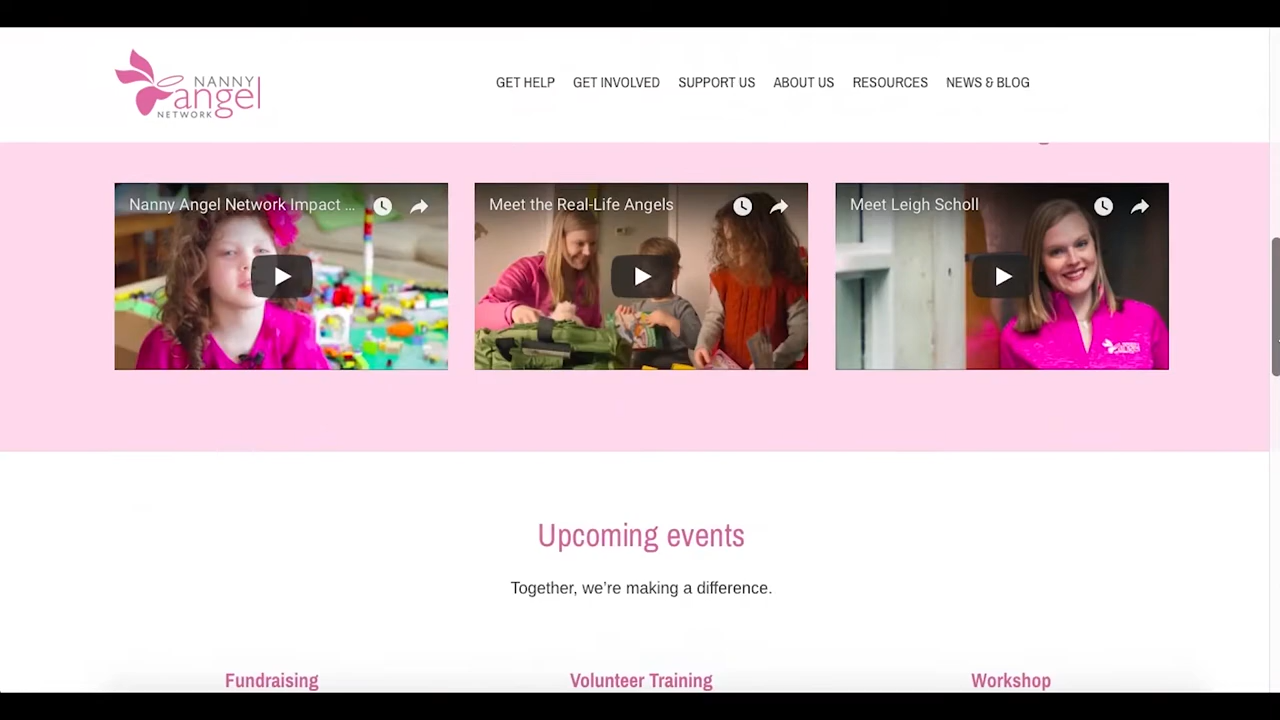 NANNY
angel
NETWORK
GET HELP GET INVOLVED SUPPORT US ABOUT US RESOURCES NEWS & BLOG
Nanny Angel Network Impact ...
Meet the Real-Life Angels
Meet Leigh Scholl
Upcoming events
Together, we’re making a difference.
Fundraising
Volunteer Training
Workshop